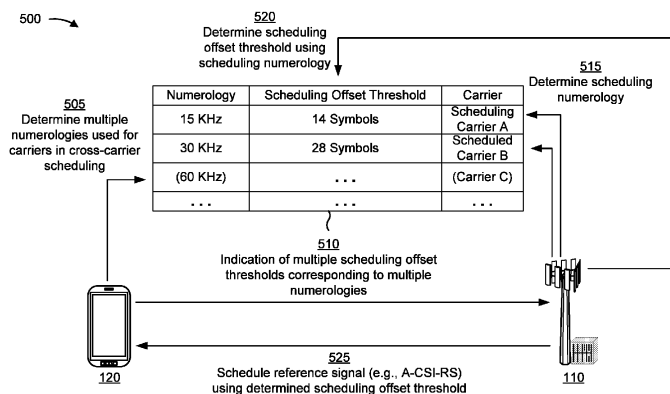 500
520
Determine scheduling
offset threshold using
scheduling numerology
515
Determine scheduling
numerology
505
Determine multiple
numerologies used for
carriers in cross-carrier
scheduling
Numerology Scheduling Offset Threshold Carrier
15 KHz 14 Symbols Scheduling Carrier A
30 KHz 28 Symbols Scheduled Carrier B
(60 KHz) ... (Carrier C)
... ... ...
510
Indication of multiple scheduling offset
thresholds corresponding to multiple
numerologies
525
Schedule reference signal (e.g., A-CSI-RS)
using determined scheduling offset threshold
120
110